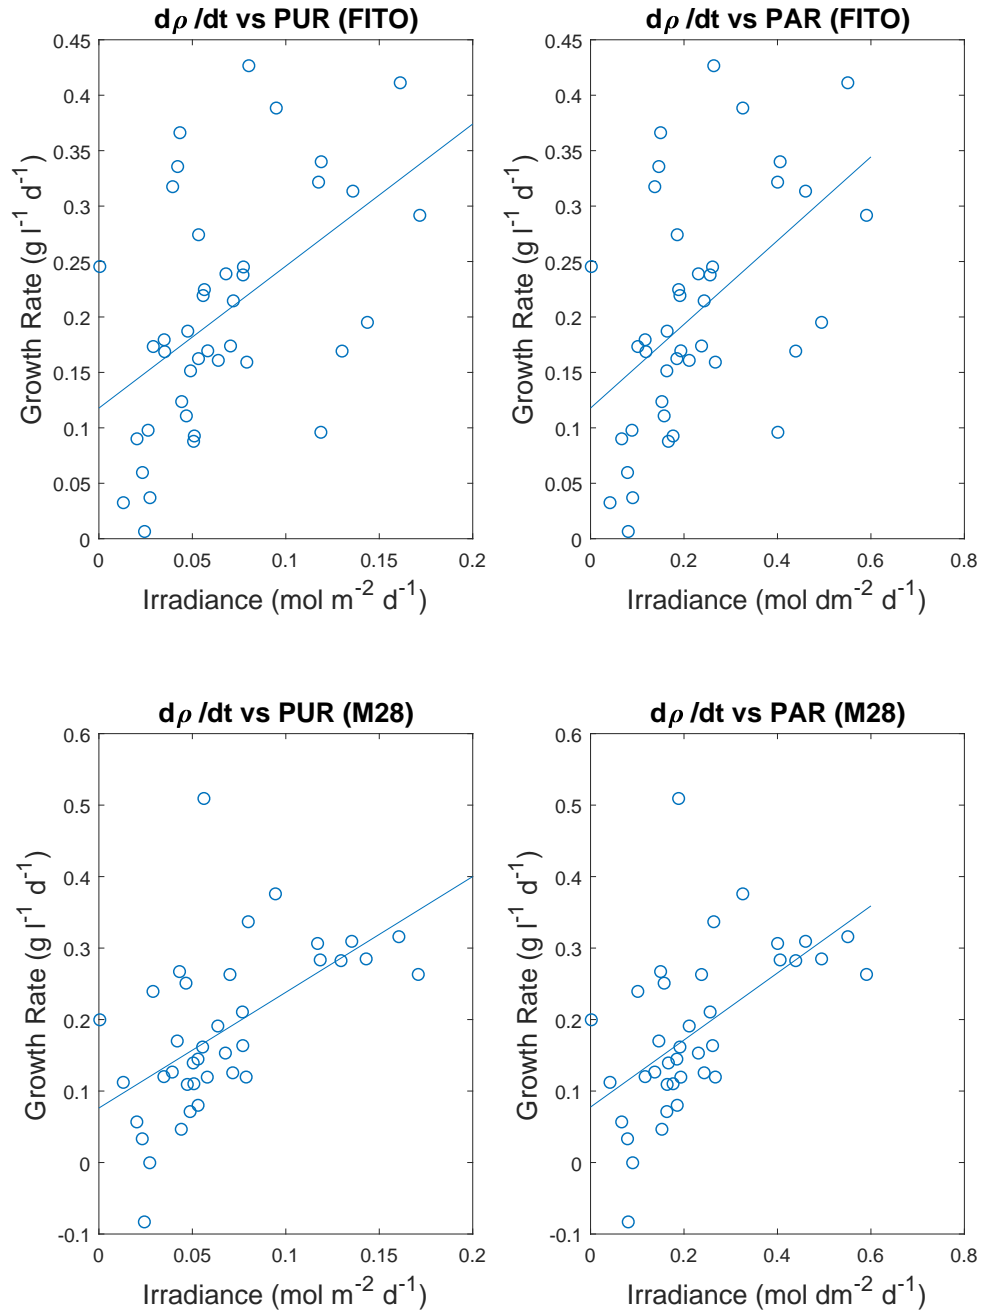 dρ/dt vs PUR (FITO)
Growth Rate (g l⁻¹ d⁻¹)
0.45
0.4
0.35
0.3
0.25
0.2
0.15
0.1
0.05
0
0 0.05 0.1 0.15 0.2
Irradiance (mol m⁻² d⁻¹)
dρ/dt vs PAR (FITO)
Growth Rate (g l⁻¹ d⁻¹)
0.45
0.4
0.35
0.3
0.25
0.2
0.15
0.1
0.05
0
0 0.2 0.4 0.6 0.8
Irradiance (mol dm⁻² d⁻¹)
dρ/dt vs PUR (M28)
Growth Rate (g l⁻¹ d⁻¹)
0.6
0.5
0.4
0.3
0.2
0.1
0
-0.1
0 0.05 0.1 0.15 0.2
Irradiance (mol m⁻² d⁻¹)
dρ/dt vs PAR (M28)
Growth Rate (g l⁻¹ d⁻¹)
0.6
0.5
0.4
0.3
0.2
0.1
0
-0.1
0 0.2 0.4 0.6 0.8
Irradiance (mol dm⁻² d⁻¹)